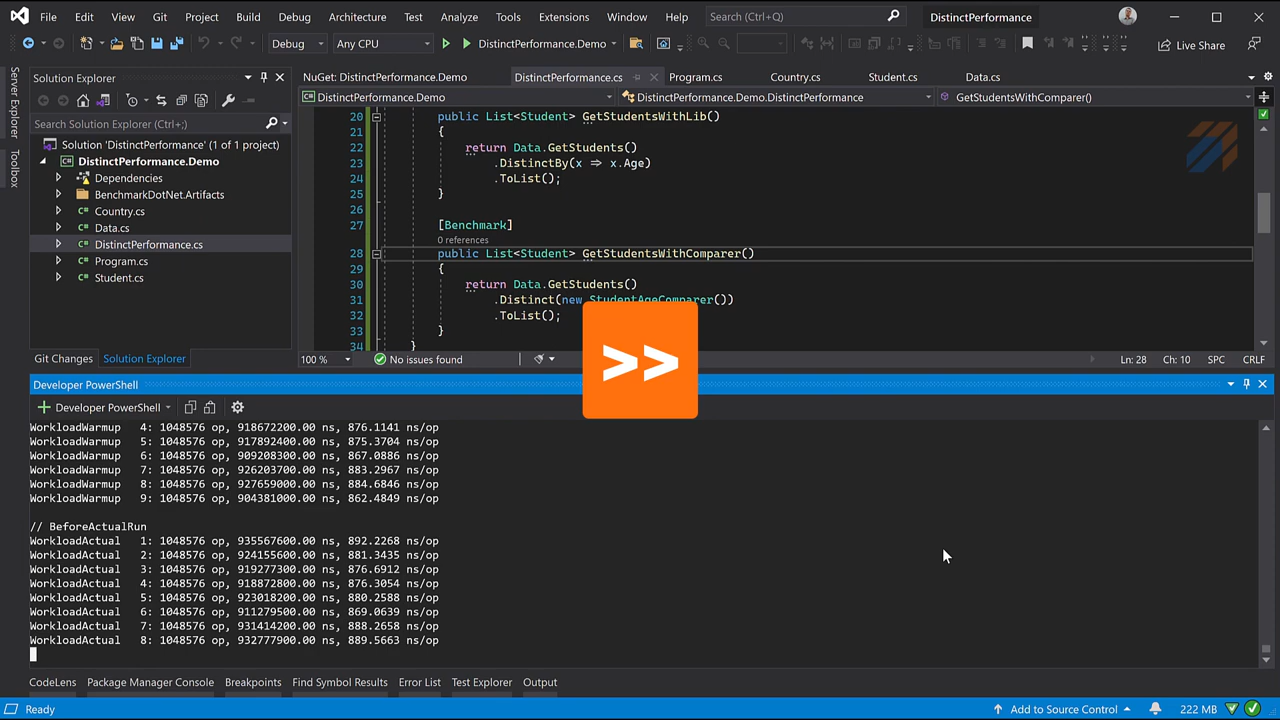 File Edit View Git Project Build Debug Architecture Test Analyze Tools Extensions Window Help Search (Ctrl+Q) DistinctPerformance
Debug Any CPU DistinctPerformance.Demo Live Share
Server Explorer
Toolbox
Solution Explorer
Search Solution Explorer (Ctrl+;)
Solution 'DistinctPerformance' (1 of 1 project)
DistinctPerformance.Demo
Dependencies
BenchmarkDotNet.Artifacts
C# Country.cs
C# Data.cs
C# DistinctPerformance.cs
C# Program.cs
C# Student.cs
Git Changes Solution Explorer
NuGet: DistinctPerformance.Demo DistinctPerformance.cs Program.cs Country.cs Student.cs Data.cs
DistinctPerformance.Demo DistinctPerformance.Demo.DistinctPerformance GetStudentsWithComparer()
20 public List<Student> GetStudentsWithLib()
21 {
22 return Data.GetStudents()
23 .DistinctBy(x => x.Age)
24 .ToList();
25 }
26
27 [Benchmark]
0 references
28 public List<Student> GetStudentsWithComparer()
29 {
30 return Data.GetStudents()
31 .Distinct(new StudentAgeComparer())
32 .ToList();
33 }
34 }
100 % No issues found Ln: 28 Ch: 10 SPC CRLF
>>
Developer PowerShell
+ Developer PowerShell
WorkloadWarmup 4: 1048576 op, 918672200.00 ns, 876.1141 ns/op
WorkloadWarmup 5: 1048576 op, 917892400.00 ns, 875.3704 ns/op
WorkloadWarmup 6: 1048576 op, 909208300.00 ns, 867.0886 ns/op
WorkloadWarmup 7: 1048576 op, 926203700.00 ns, 883.2967 ns/op
WorkloadWarmup 8: 1048576 op, 927659000.00 ns, 884.6846 ns/op
WorkloadWarmup 9: 1048576 op, 904381000.00 ns, 862.4849 ns/op
// BeforeActualRun
WorkloadActual 1: 1048576 op, 935567600.00 ns, 892.2268 ns/op
WorkloadActual 2: 1048576 op, 924155600.00 ns, 881.3435 ns/op
WorkloadActual 3: 1048576 op, 919277300.00 ns, 876.6912 ns/op
WorkloadActual 4: 1048576 op, 918872800.00 ns, 876.3054 ns/op
WorkloadActual 5: 1048576 op, 923018200.00 ns, 880.2588 ns/op
WorkloadActual 6: 1048576 op, 911279500.00 ns, 869.0639 ns/op
WorkloadActual 7: 1048576 op, 931414200.00 ns, 888.2658 ns/op
WorkloadActual 8: 1048576 op, 932777900.00 ns, 889.5663 ns/op
CodeLens Package Manager Console Breakpoints Find Symbol Results Error List Test Explorer Output
Ready Add to Source Control 222 MB